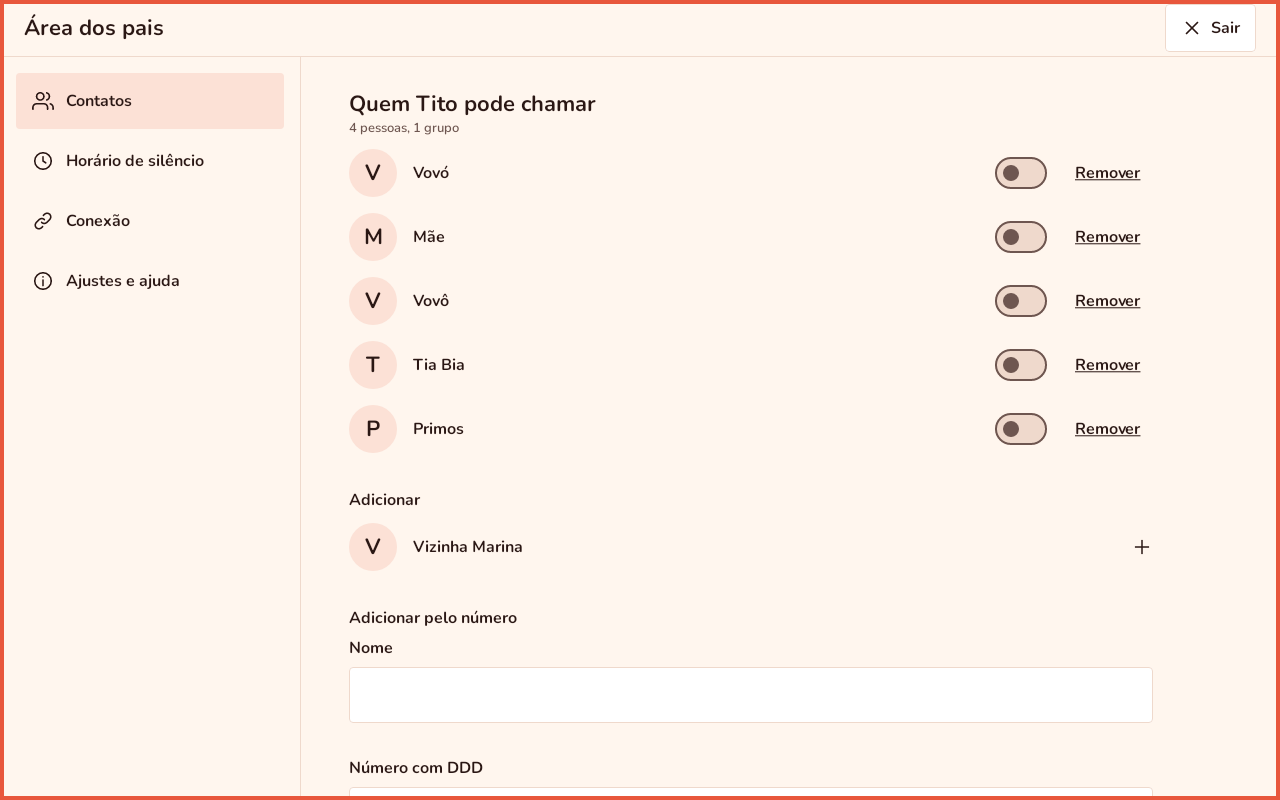 Área dos pais
Sair
Contatos
Horário de silêncio
Conexão
Ajustes e ajuda
Quem Tito pode chamar
4 pessoas, 1 grupo
V Vovó Remover
M Mãe Remover
V Vovô Remover
T Tia Bia Remover
P Primos Remover
Adicionar
V Vizinha Marina
Adicionar pelo número
Nome
Número com DDD